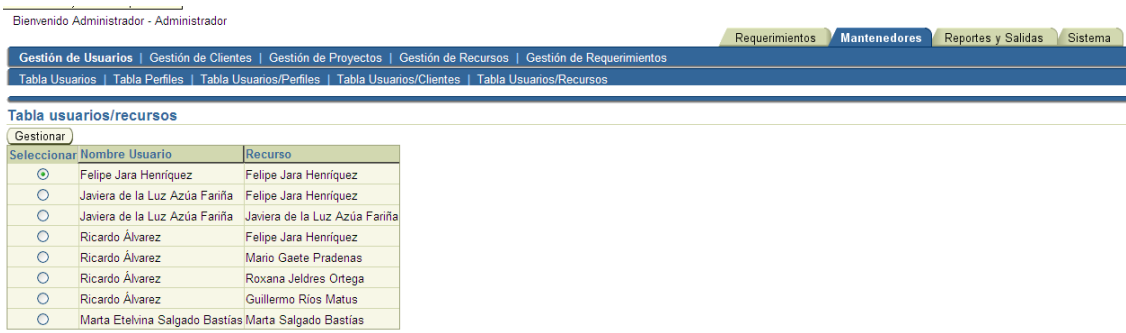 Bienvenido Administrador - Administrador
Requerimientos Mantenedores Reportes y Salidas Sistema
Gestión de Usuarios | Gestión de Clientes | Gestión de Proyectos | Gestión de Recursos | Gestión de Requerimientos
Tabla Usuarios | Tabla Perfiles | Tabla Usuarios/Perfiles | Tabla Usuarios/Clientes | Tabla Usuarios/Recursos
Tabla usuarios/recursos
Gestionar
Seleccionar Nombre Usuario Recurso
Felipe Jara Henríquez Felipe Jara Henríquez
Javiera de la Luz Azúa Fariña Felipe Jara Henríquez
Javiera de la Luz Azúa Fariña Javiera de la Luz Azúa Fariña
Ricardo Álvarez Felipe Jara Henríquez
Ricardo Álvarez Mario Gaete Pradenas
Ricardo Álvarez Roxana Jeldres Ortega
Ricardo Álvarez Guillermo Ríos Matus
Marta Etelvina Salgado Bastías Marta Salgado Bastías